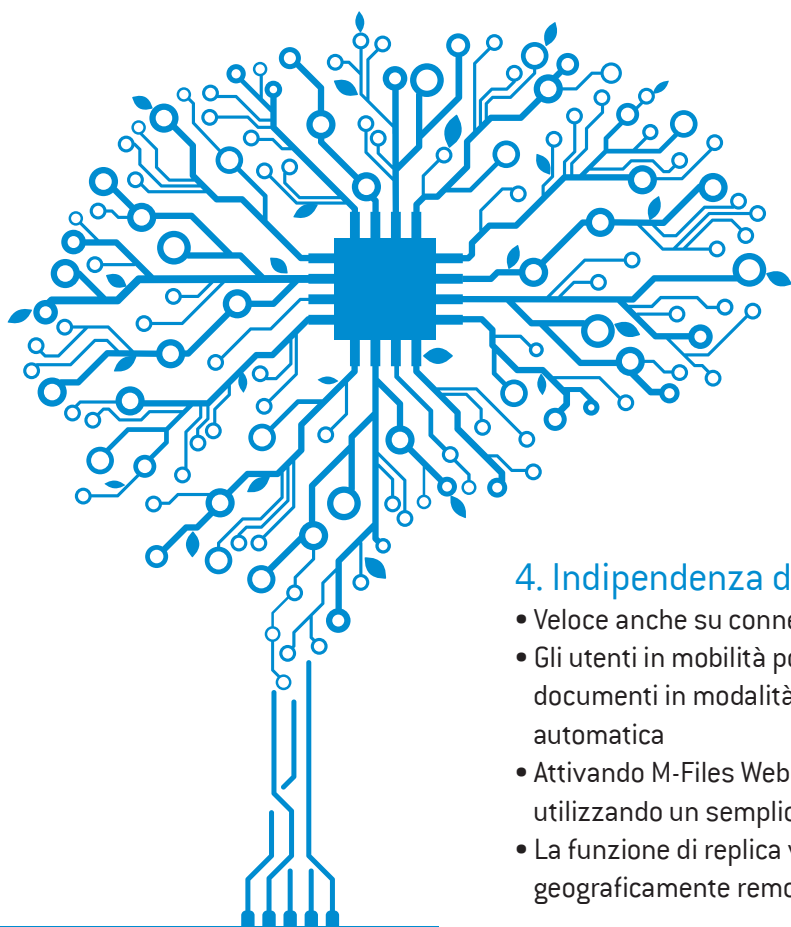 4. Indipendenza d
• Veloce anche su conne
• Gli utenti in mobilità po
documenti in modalità
automatica
• Attivando M-Files Web
utilizzando un semplic
• La funzione di replica v
geograficamente remo